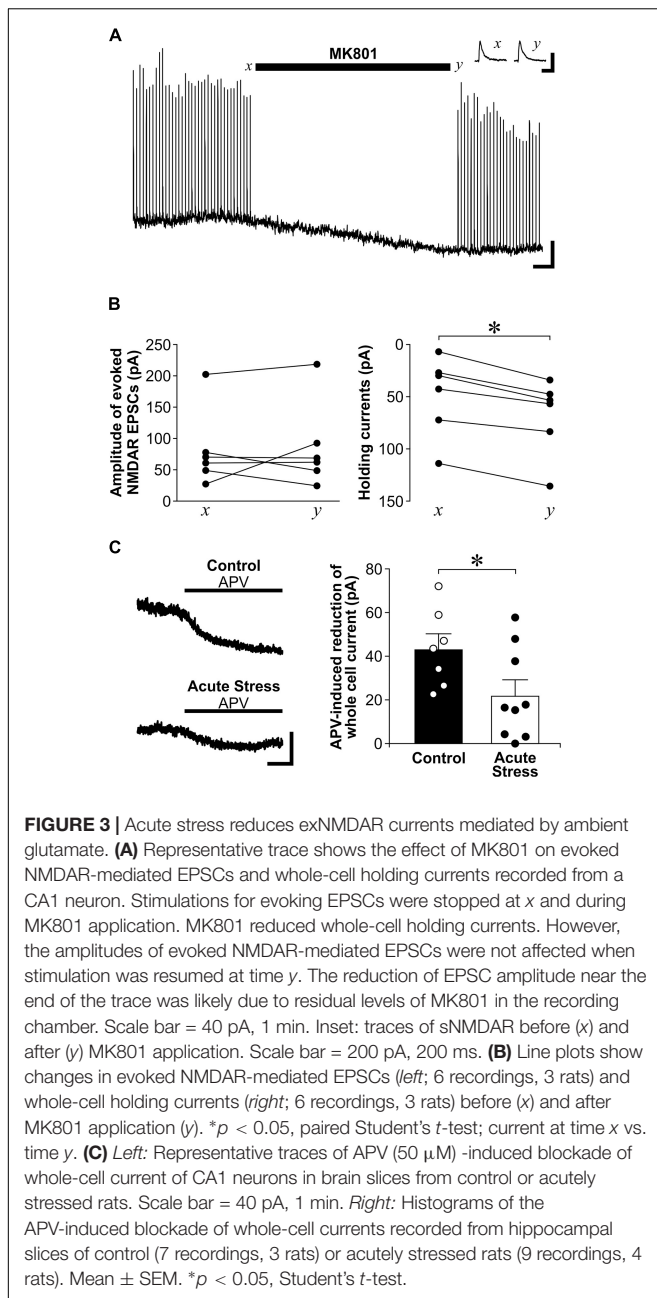 A
MK801
x
y
x
y
B
Amplitude of evoked
NMDAR EPSCs (pA)
250
200
150
100
50
0
x
y
Holding currents (pA)
0
50
100
150
*
x
y
C
Control
APV
Acute Stress
APV
APV-induced reduction of
whole cell current (pA)
80
60
40
20
0
*
Control
Acute
Stress
FIGURE 3 | Acute stress reduces exNMDAR currents mediated by ambient
glutamate. (A) Representative trace shows the effect of MK801 on evoked
NMDAR-mediated EPSCs and whole-cell holding currents recorded from a
CA1 neuron. Stimulations for evoking EPSCs were stopped at x and during
MK801 application. MK801 reduced whole-cell holding currents. However,
the amplitudes of evoked NMDAR-mediated EPSCs were not affected when
stimulation was resumed at time y. The reduction of EPSC amplitude near the
end of the trace was likely due to residual levels of MK801 in the recording
chamber. Scale bar = 40 pA, 1 min. Inset: traces of sNMDAR before (x) and
after (y) MK801 application. Scale bar = 200 pA, 200 ms. (B) Line plots show
changes in evoked NMDAR-mediated EPSCs (left; 6 recordings, 3 rats) and
whole-cell holding currents (right; 6 recordings, 3 rats) before (x) and after
MK801 application (y). *p < 0.05, paired Student's t-test; current at time x vs.
time y. (C) Left: Representative traces of APV (50 μM) -induced blockade of
whole-cell current of CA1 neurons in brain slices from control or acutely
stressed rats. Scale bar = 40 pA, 1 min. Right: Histograms of the
APV-induced blockade of whole-cell currents recorded from hippocampal
slices of control (7 recordings, 3 rats) or acutely stressed rats (9 recordings, 4
rats). Mean ± SEM. *p < 0.05, Student's t-test.